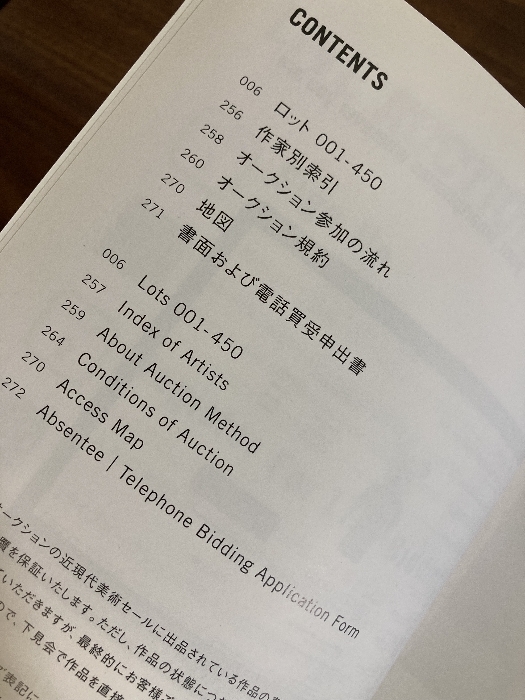 CONTENTS
006 ロット 001-450
256 作家別索引
258 オークション参加の流れ
260 オークション規約
270 地図
271 書面および電話買受申出書
006 Lots 001-450
257 Index of Artists
259 About Auction Method
264 Conditions of Auction
270 Access Map
272 Absentee | Telephone Bidding Application Form
オークションの近現代美術セールに出品されている作品の
を保証いたします。ただし、作品の状態につ
いただきますが、最終的にお客様
ので、下見会で作品を直接
表記に